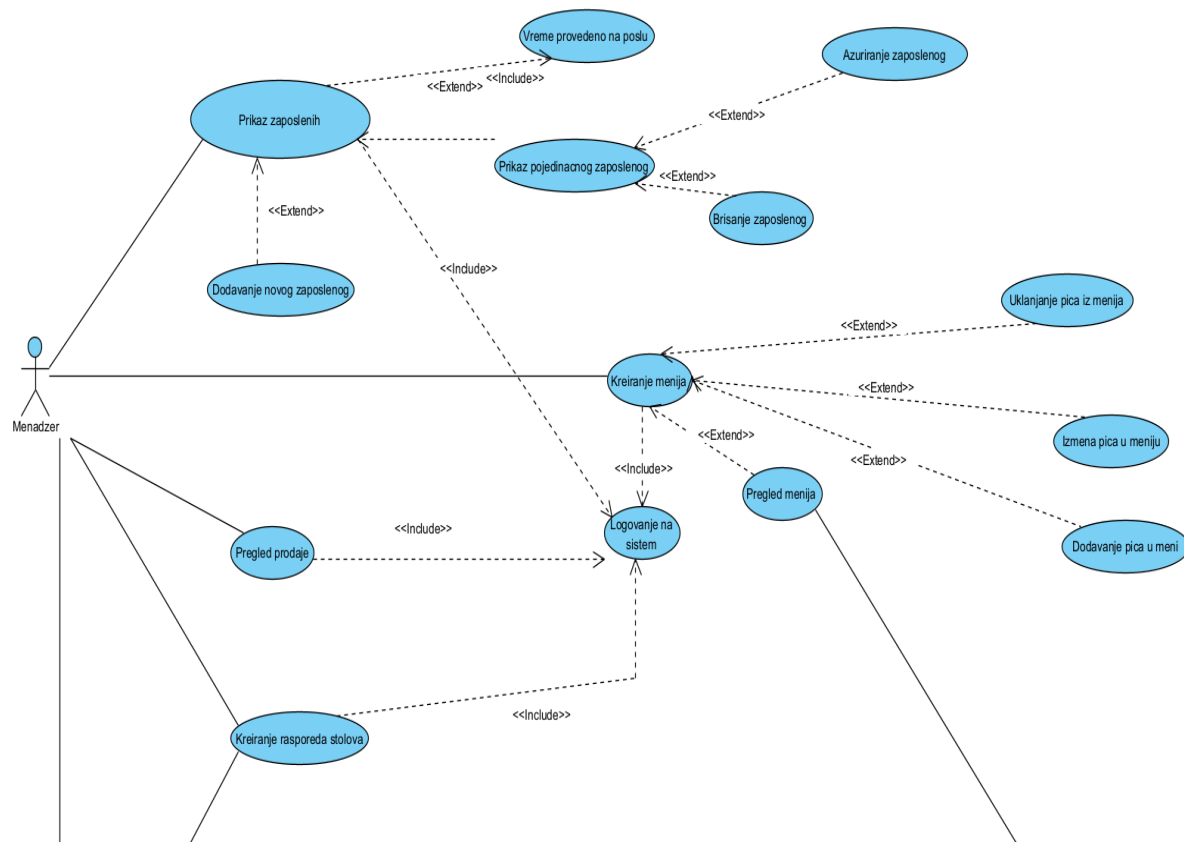 Vreme provedeno na poslu
Azuriranje zaposlenog
<<Include>>
<<Extend>>
<<Extend>>
Prikaz zaposlenih
Prikaz pojedinacnog zaposlenog
<<Extend>>
Brisanje zaposlenog
<<Extend>>
<<Include>>
Dodavanje novog zaposlenog
Uklanjanje pica iz menija
<<Extend>>
Kreiranje menija
<<Extend>>
Menadzer
<<Extend>>
Izmena pica u meniju
<<Extend>>
<<Include>>
Pregled menija
<<Include>>
Logovanje na
sistem
Pregled prodaje
Dodavanje pica u meni
<<Include>>
Kreiranje rasporeda stolova